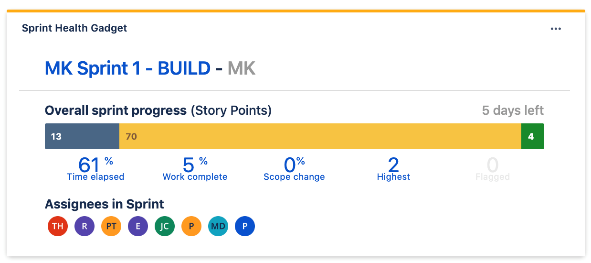 Sprint Health Gadget
MK Sprint 1 - BUILD - MK
Overall sprint progress (Story Points) 5 days left
13 70 4
61 % 5 % 0% 2 0
Time elapsed Work complete Scope change Highest Flagged
Assignees in Sprint
TH R PT E JC P MD P